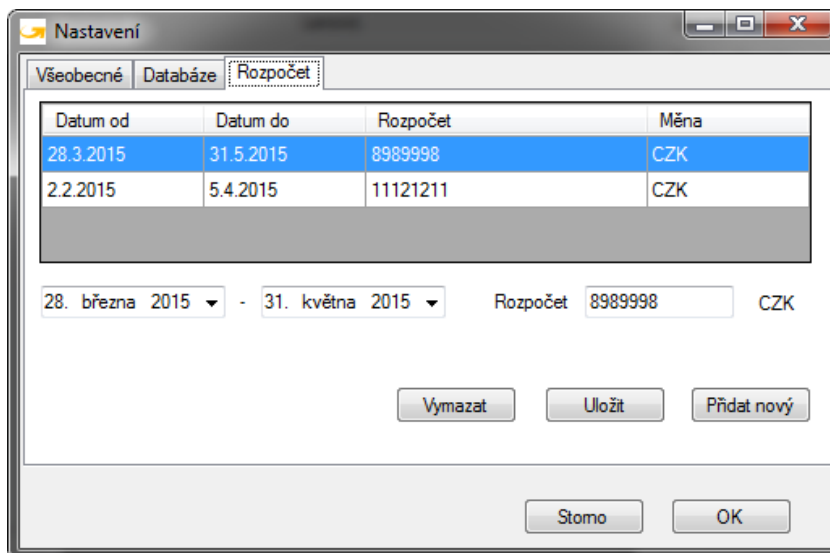 Nastavení
Všeobecné Databáze Rozpočet
Datum od Datum do Rozpočet Měna
28.3.2015 31.5.2015 8989998 CZK
2.2.2015 5.4.2015 11121211 CZK
28. března 2015 - 31. května 2015 Rozpočet 8989998 CZK
Vymazat Uložit Přidat nový
Storno OK